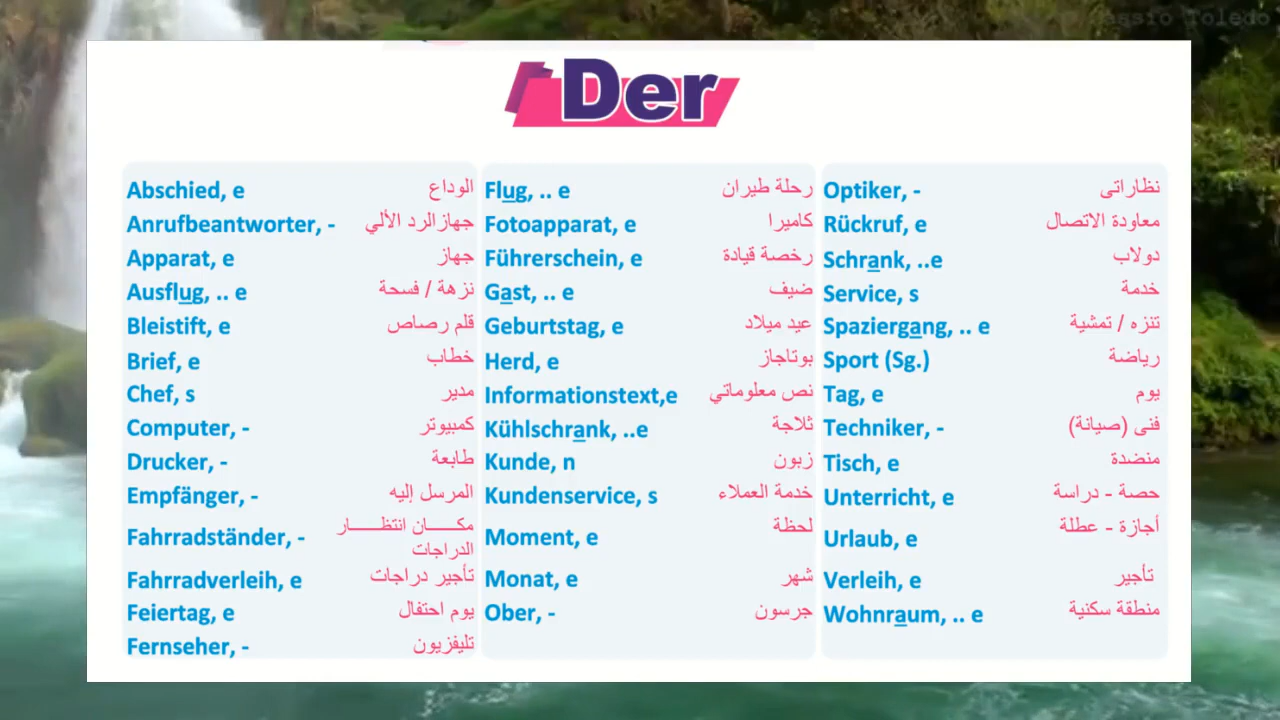 assio Toledo
Der
Abschied, e الوداع
Anrufbeantworter, - جهازالرد الألي
Apparat, e جهاز
Ausflug, .. e نزهة / فسحة
Bleistift, e قلم رصاص
Brief, e خطاب
Chef, s مدير
Computer, - كمبيوتر
Drucker, - طابعة
Empfänger, - المرسل إليه
Fahrradständer, - مكـــــان انتظـــــــار
الدراجات
Fahrradverleih, e تأجير دراجات
Feiertag, e يوم احتفال
Fernseher, - تليفزيون
Flug, .. e رحلة طيران
Fotoapparat, e كاميرا
Führerschein, e رخصة قيادة
Gast, .. e ضيف
Geburtstag, e عيد ميلاد
Herd, e بوتاجاز
Informationstext,e نص معلوماتي
Kühlschrank, ..e ثلاجة
Kunde, n زبون
Kundenservice, s خدمة العملاء
Moment, e لحظة
Monat, e شهر
Ober, - جرسون
Optiker, - نظاراتى
Rückruf, e معاودة الاتصال
Schrank, ..e دولاب
Service, s خدمة
Spaziergang, .. e تنزه / تمشية
Sport (Sg.) رياضة
Tag, e يوم
Techniker, - فنى (صيانة)
Tisch, e منضدة
Unterricht, e حصة - دراسة
Urlaub, e أجازة - عطلة
Verleih, e تأجير
Wohnraum, .. e منطقة سكنية